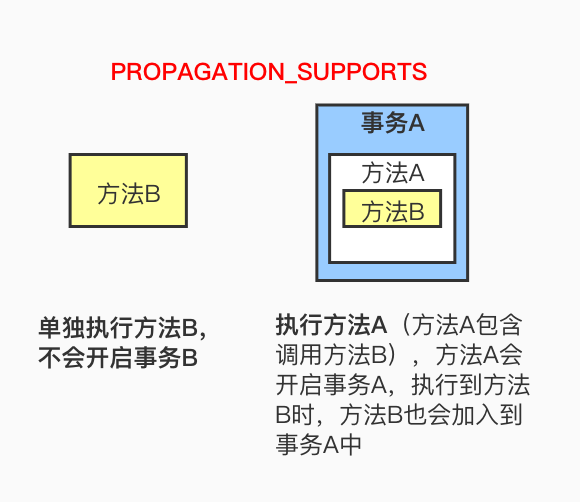 PROPAGATION_SUPPORTS
事务A
方法A
方法B
方法B
单独执行方法B，
不会开启事务B
执行方法A（方法A包含
调用方法B），方法A会
开启事务A，执行到方法
B时，方法B也会加入到
事务A中